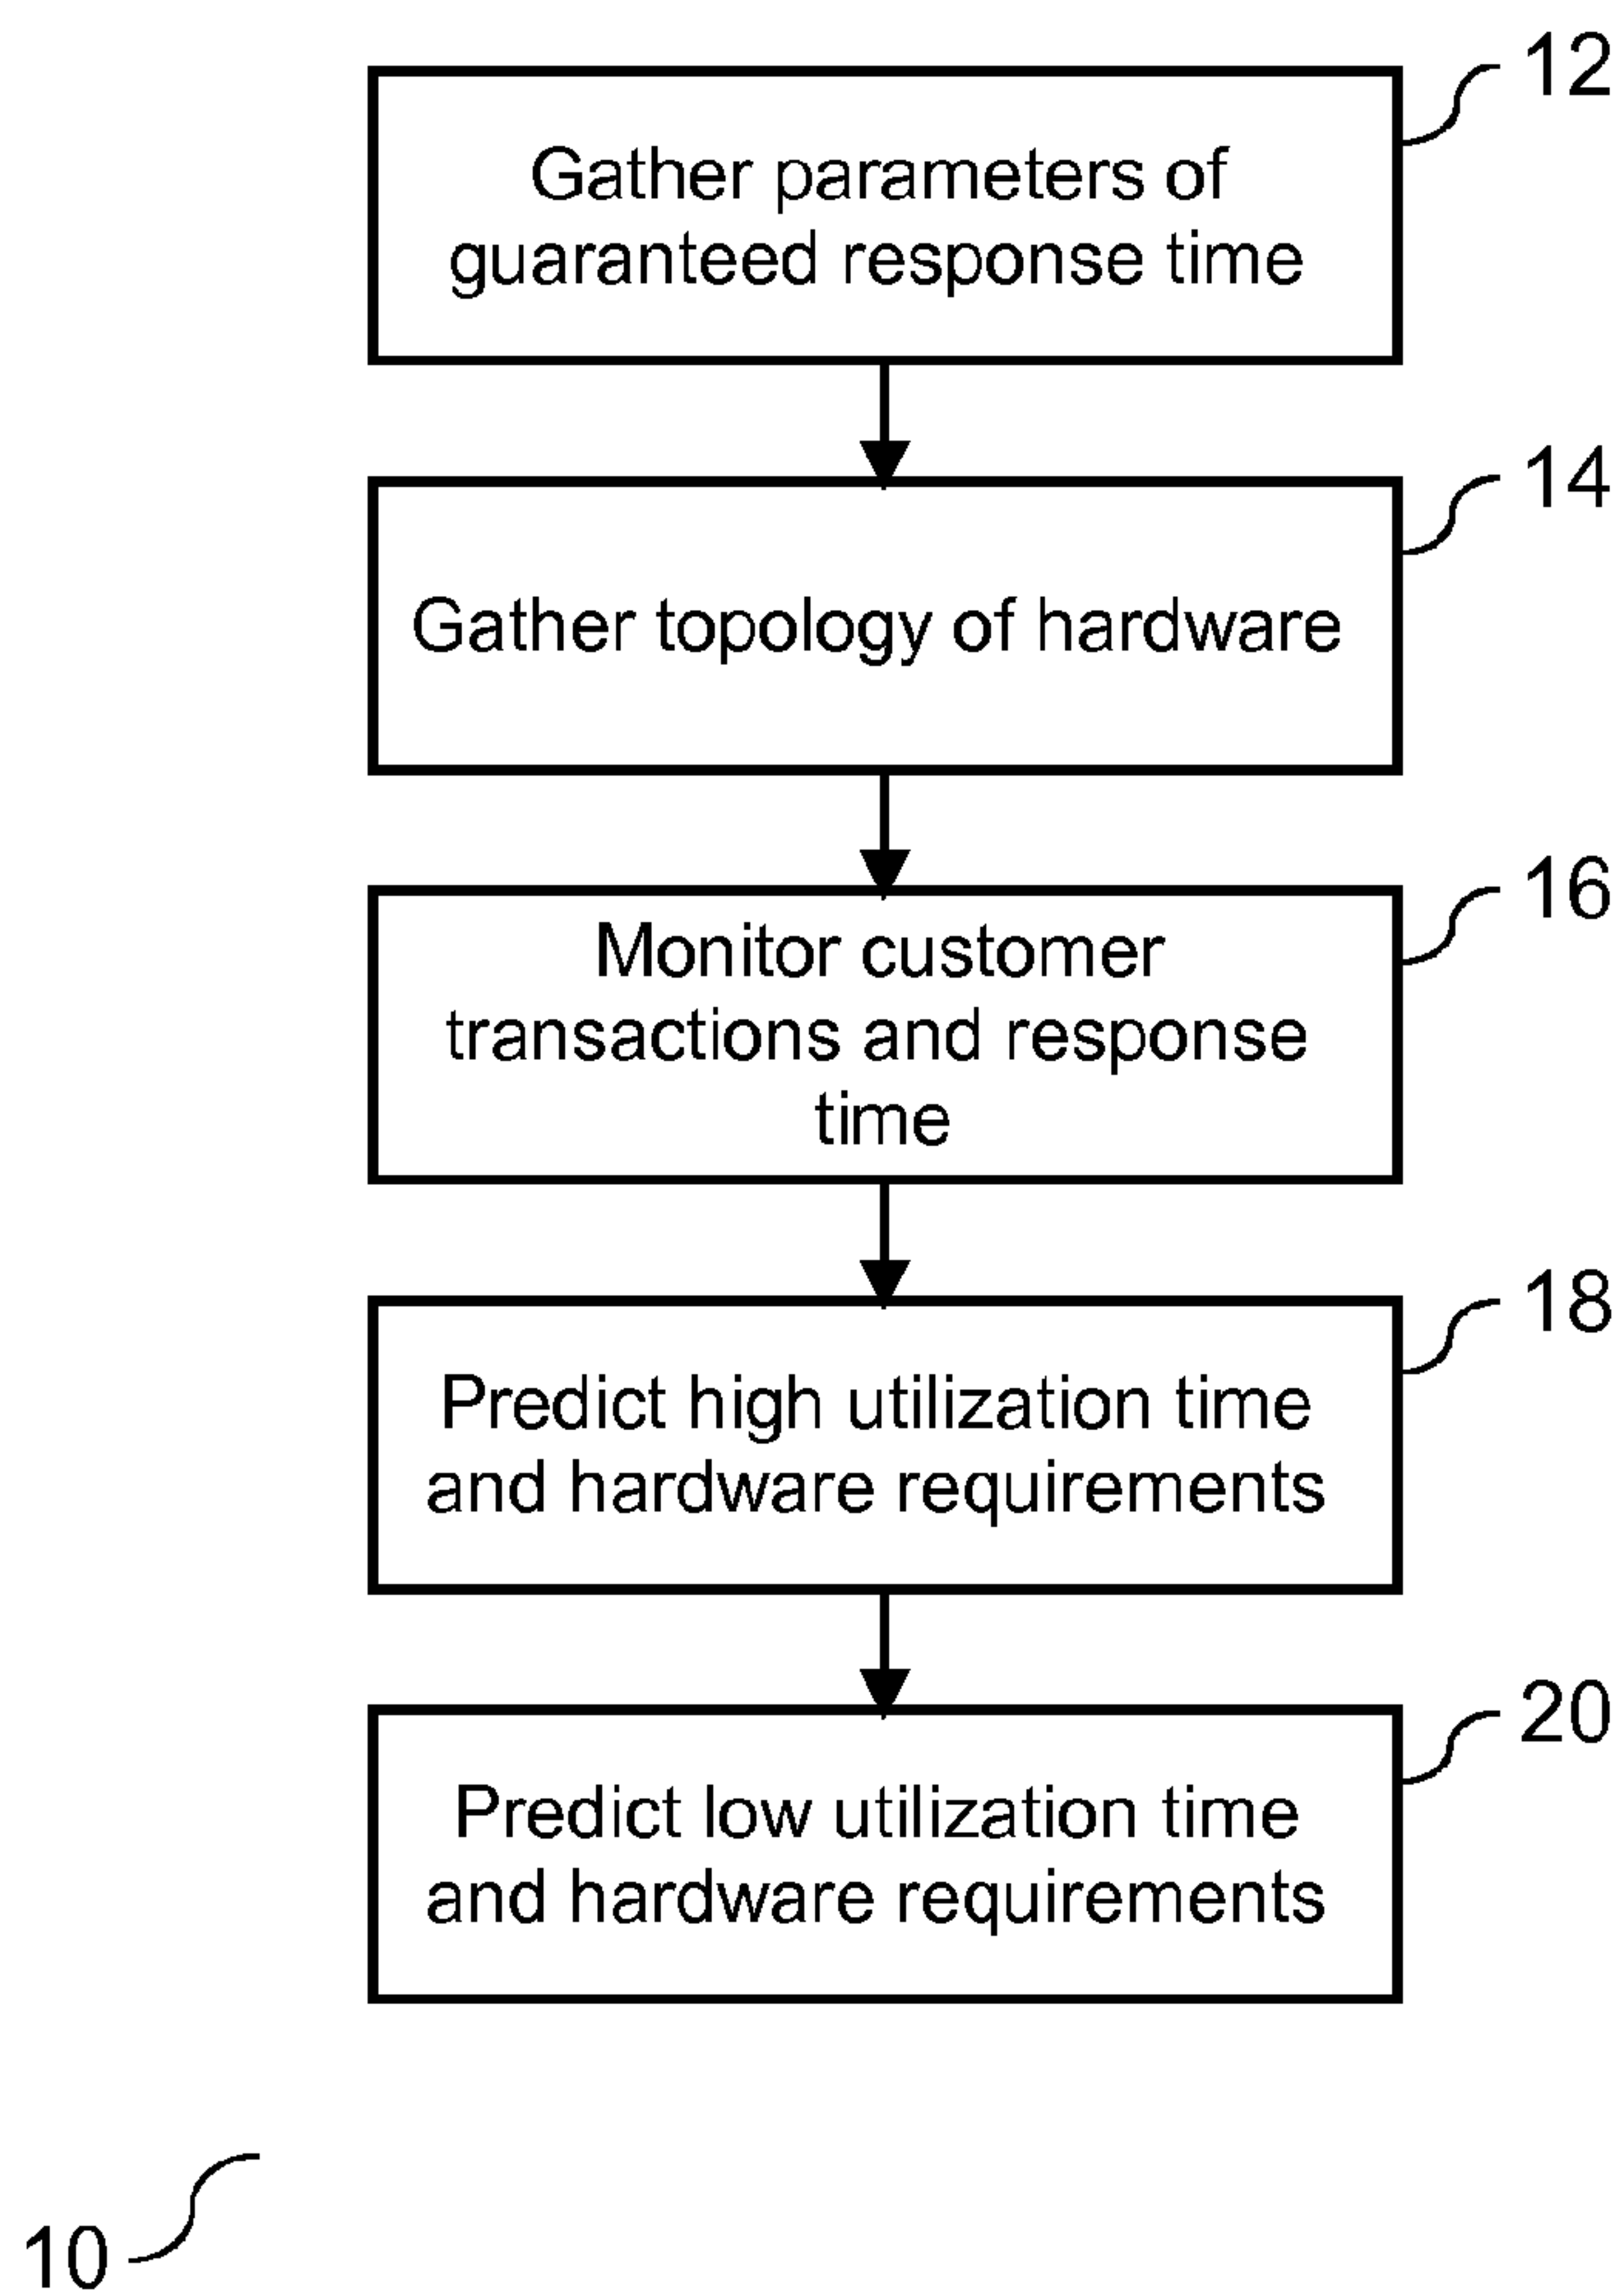 12
Gather parameters of
guaranteed response time
14
Gather topology of hardware
16
Monitor customer
transactions and response
time
18
Predict high utilization time
and hardware requirements
20
Predict low utilization time
and hardware requirements
10